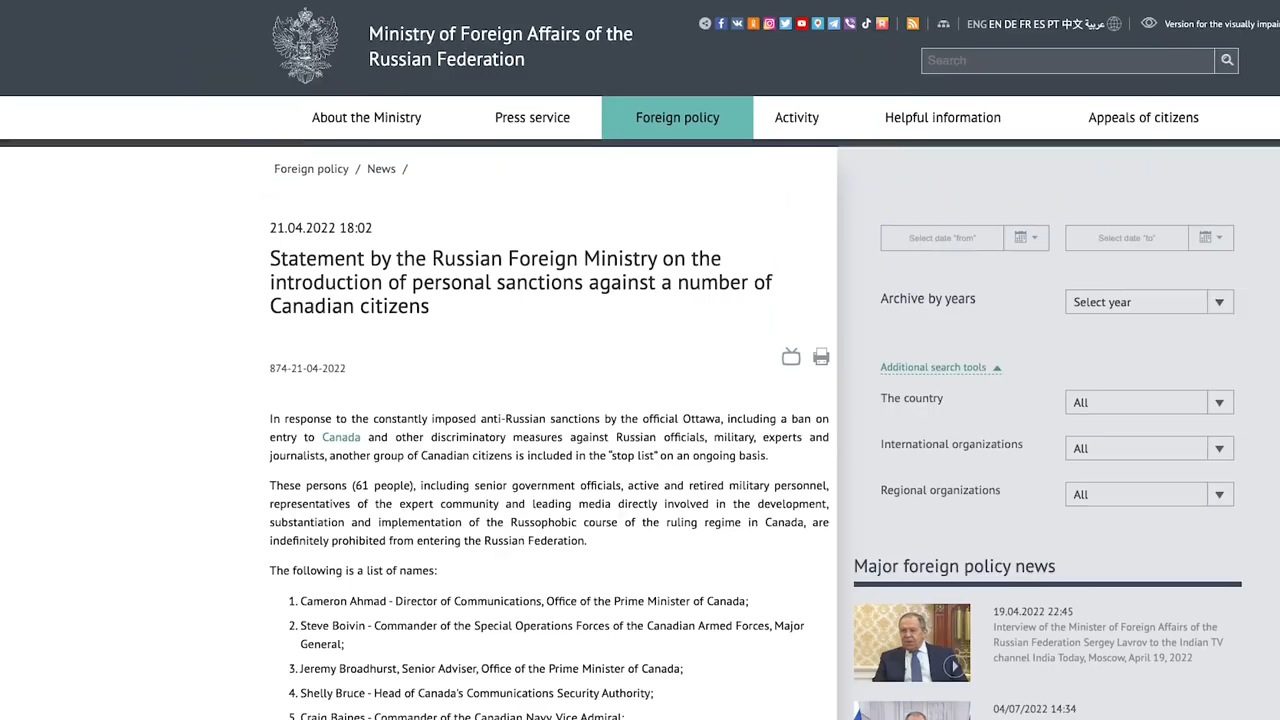 Ministry of Foreign Affairs of the
Russian Federation
ENG EN DE FR ES PT 中文 عربية
Version for the visually impai
Search
About the Ministry
Press service
Foreign policy
Activity
Helpful information
Appeals of citizens
Foreign policy / News /
21.04.2022 18:02
Statement by the Russian Foreign Ministry on the
introduction of personal sanctions against a number of
Canadian citizens
874-21-04-2022
In response to the constantly imposed anti-Russian sanctions by the official Ottawa, including a ban on
entry to Canada and other discriminatory measures against Russian officials, military, experts and
journalists, another group of Canadian citizens is included in the "stop list" on an ongoing basis.
These persons (61 people), including senior government officials, active and retired military personnel,
representatives of the expert community and leading media directly involved in the development,
substantiation and implementation of the Russophobic course of the ruling regime in Canada, are
indefinitely prohibited from entering the Russian Federation.
The following is a list of names:
1. Cameron Ahmad - Director of Communications, Office of the Prime Minister of Canada;
2. Steve Boivin - Commander of the Special Operations Forces of the Canadian Armed Forces, Major
General;
3. Jeremy Broadhurst, Senior Adviser, Office of the Prime Minister of Canada;
4. Shelly Bruce - Head of Canada's Communications Security Authority;
5. Craig Baines - Commander of the Canadian Navy, Vice Admiral;
Select date "from"
Select date "to"
Archive by years
Select year
Additional search tools
The country
All
International organizations
All
Regional organizations
All
Major foreign policy news
19.04.2022 22:45
Interview of the Minister of Foreign Affairs of the
Russian Federation Sergey Lavrov to the Indian TV
channel India Today, Moscow, April 19, 2022
04/07/2022 14:34